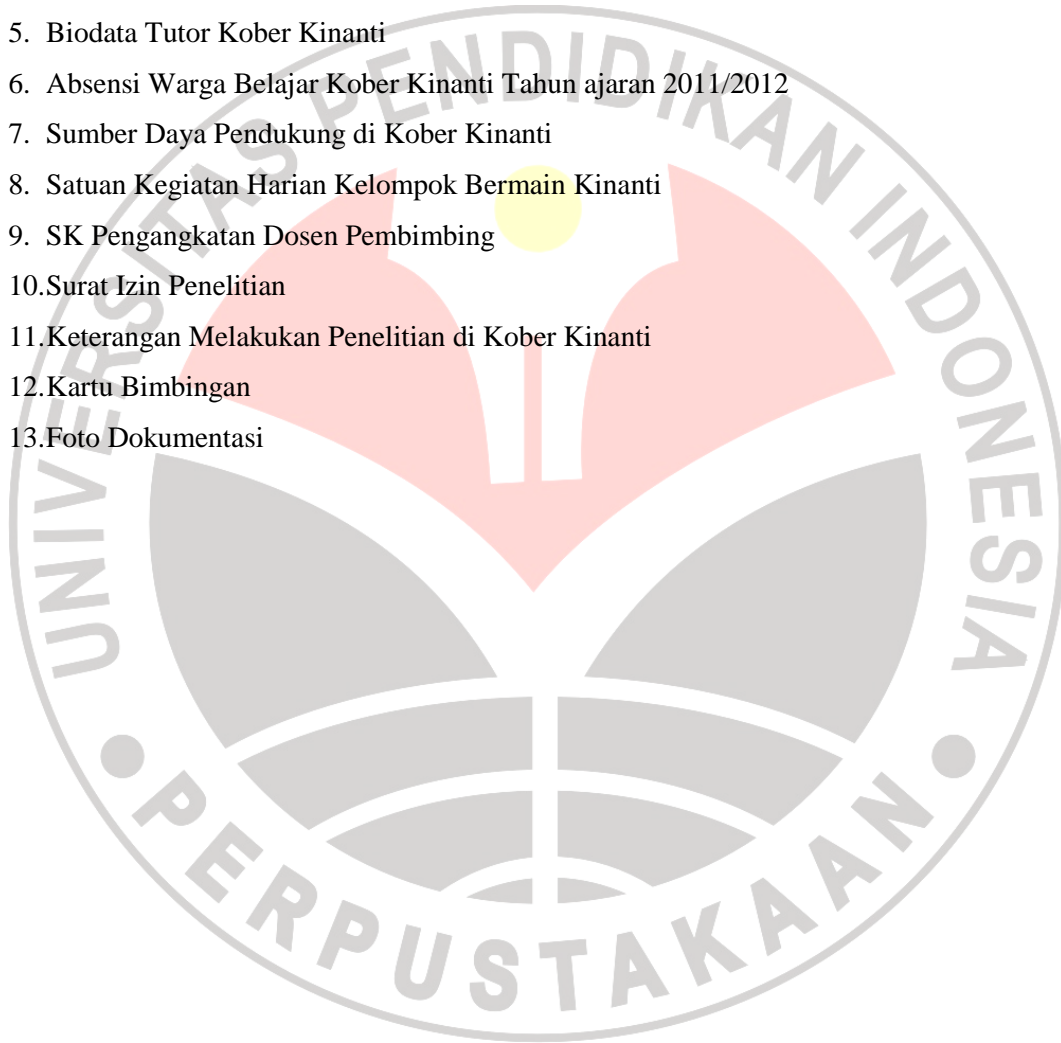 5. Biodata Tutor Kober Kinanti
6. Absensi Warga Belajar Kober Kinanti Tahun ajaran 2011/2012
7. Sumber Daya Pendukung di Kober Kinanti
8. Satuan Kegiatan Harian Kelompok Bermain Kinanti
9. SK Pengangkatan Dosen Pembimbing
10.Surat Izin Penelitian
11.Keterangan Melakukan Penelitian di Kober Kinanti
12.Kartu Bimbingan
13.Foto Dokumentasi
UNIVERSITAS PENDIDIKAN INDONESIA
PERPUSTAKAAN